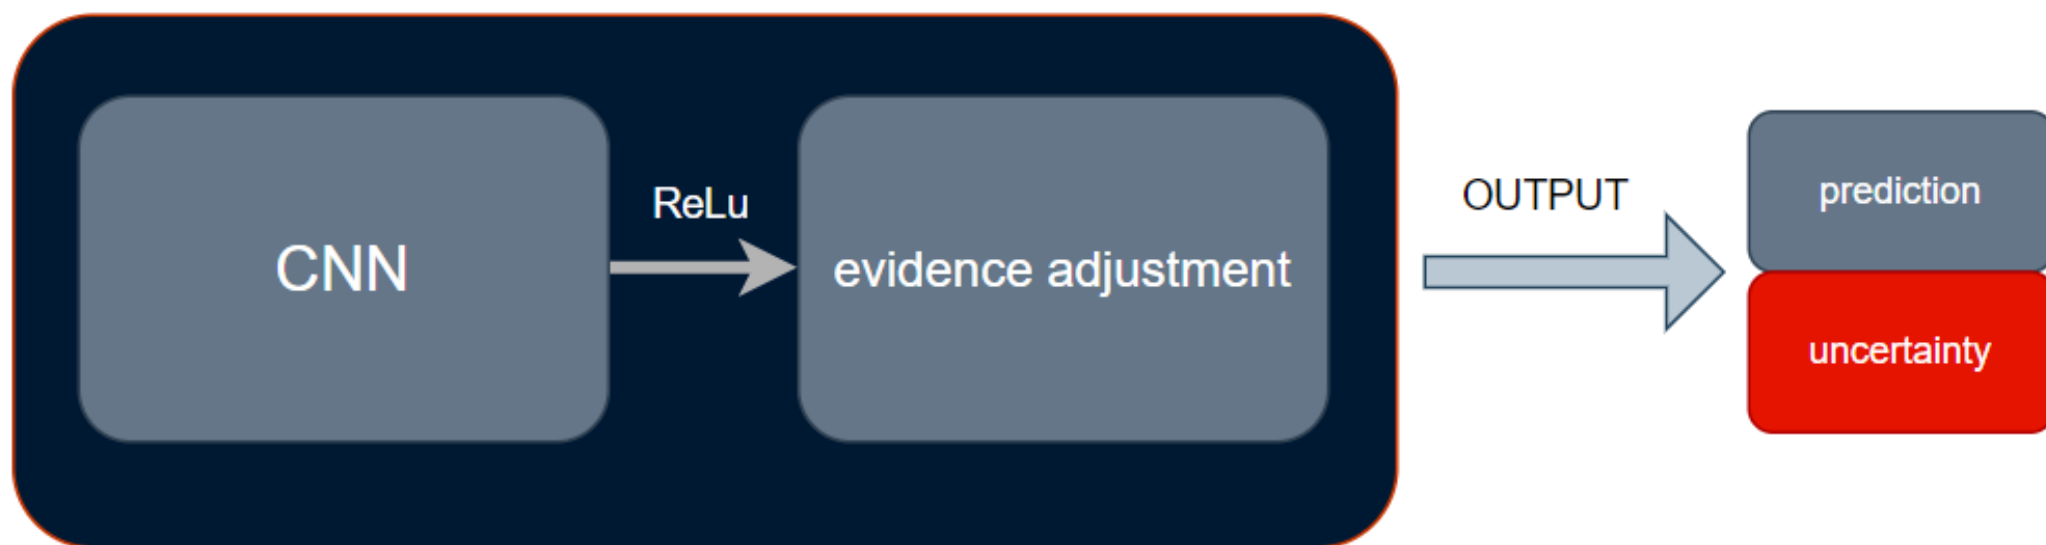 CNN
ReLu
evidence adjustment
OUTPUT
prediction
uncertainty